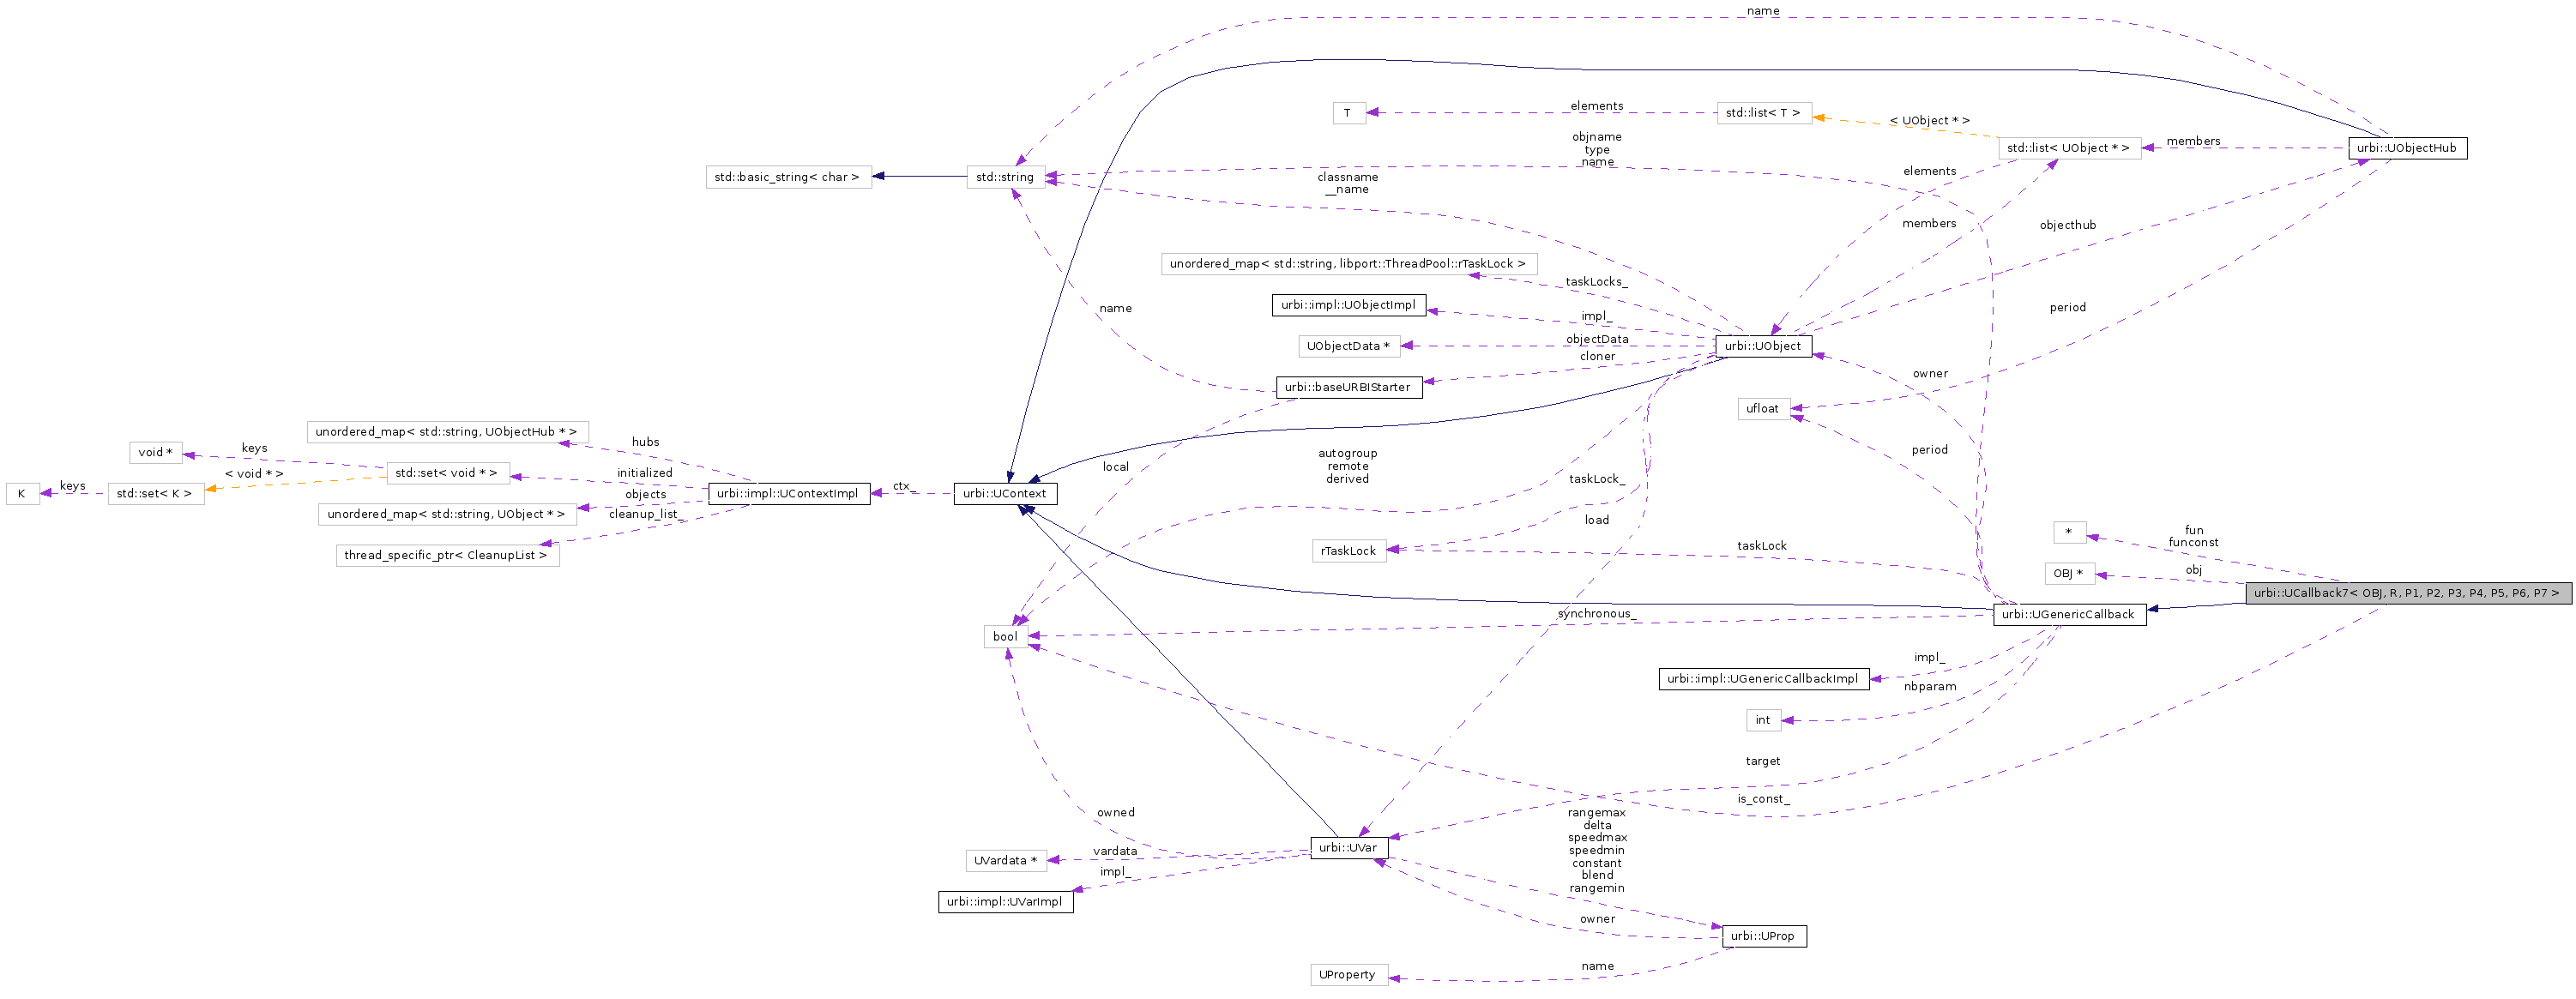 name
elements
T
std::list< T >
< UObject * >
objname
type
name
members
std::list< UObject * >
urbi::UObjectHub
std::basic_string< char >
std::string
classname
__name
elements
members
objecthub
unordered_map< std::string, libport::ThreadPool::rTaskLock >
taskLocks_
urbi::impl::UObjectImpl
impl_
name
period
UObjectData *
objectData
cloner
urbi::UObject
urbi::baseURBIStarter
owner
ufloat
unordered_map< std::string, UObjectHub * >
hubs
void *
keys
std::set< void * >
initialized
local
autogroup
remote
derived
period
< void * >
K
keys
std::set< K >
objects
urbi::impl::UContextImpl
ctx_
urbi::UContext
taskLock_
unordered_map< std::string, UObject * >
cleanup_list_
load
thread_specific_ptr< CleanupList >
rTaskLock
taskLock
*
fun
funconst
OBJ *
obj
urbi::UCallback7< OBJ, R, P1, P2, P3, P4, P5, P6, P7 >
urbi::UGenericCallback
synchronous_
bool
impl_
urbi::impl::UGenericCallbackImpl
nbparam
int
target
is_const_
owned
rangemax
delta
speedmax
speedmin
constant
blend
rangemin
urbi::UVar
UVardata *
vardata
impl_
urbi::impl::UVarImpl
owner
urbi::UProp
name
UProperty